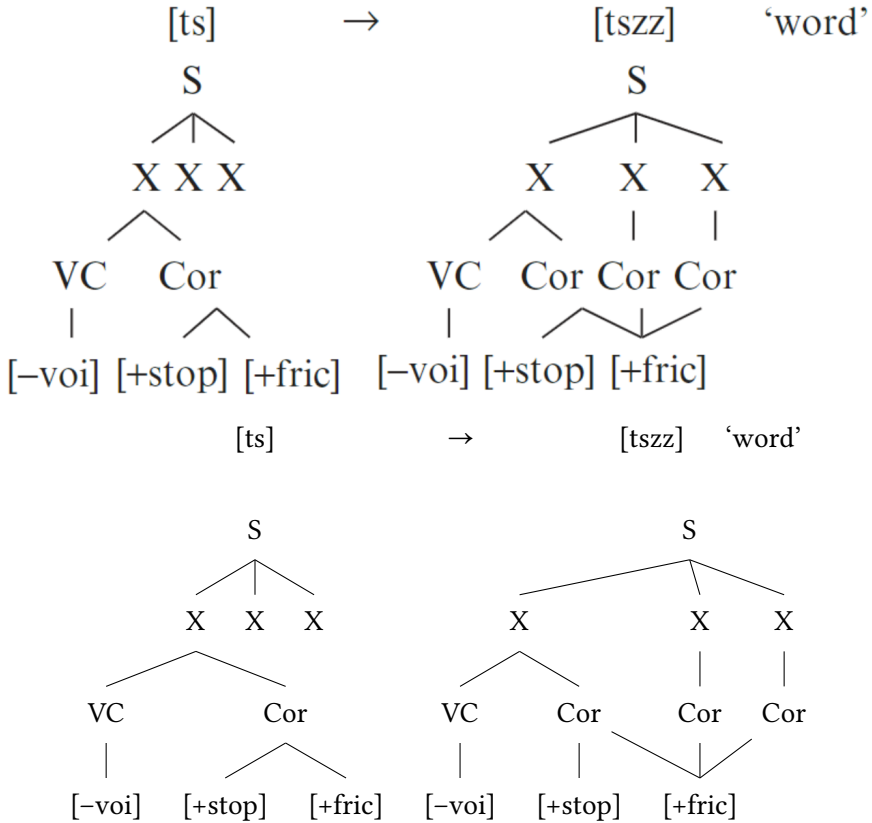 [ts] → [tszz] ‘word’
S S
X X X X X X
VC Cor VC Cor Cor Cor
[–voi] [+stop] [+fric] [–voi] [+stop] [+fric]
[ts] → [tszz] ‘word’
S S
X X X X X X
VC Cor VC Cor Cor Cor
[–voi] [+stop] [+fric] [–voi] [+stop] [+fric]